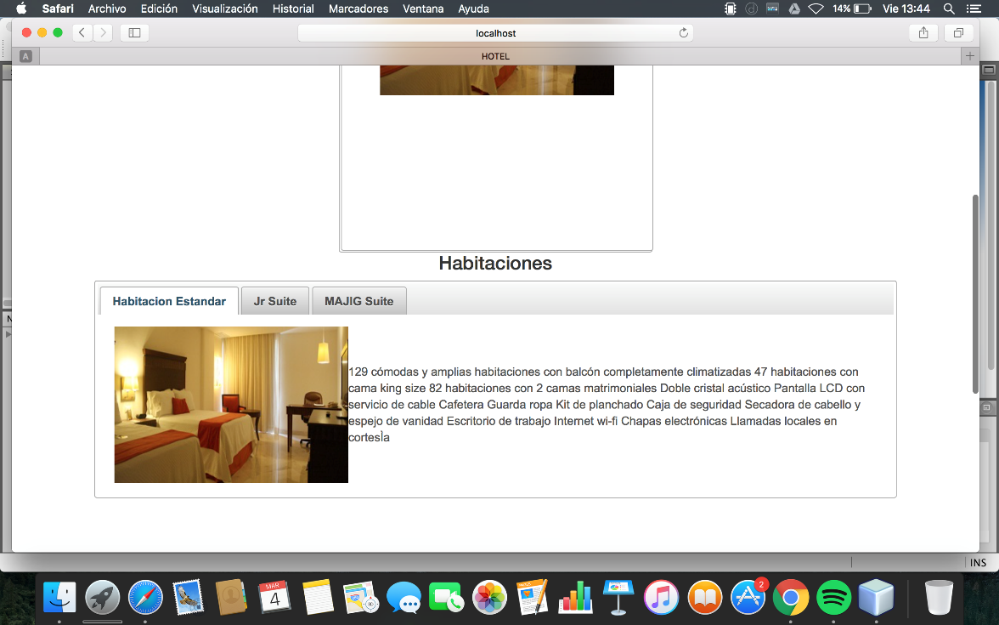 Safari Archivo Edición Visualización Historial Marcadores Ventana Ayuda 14% Vie 13:44
localhost
A HOTEL
Habitaciones
Habitacion Estandar Jr Suite MAJIG Suite
129 cómodas y amplias habitaciones con balcón completamente climatizadas 47 habitaciones con
cama king size 82 habitaciones con 2 camas matrimoniales Doble cristal acústico Pantalla LCD con
servicio de cable Cafetera Guarda ropa Kit de planchado Caja de seguridad Secadora de cabello y
espejo de vanidad Escritorio de trabajo Internet wi-fi Chapas electrónicas Llamadas locales en
cortesía
N
INS
MAR
4
2